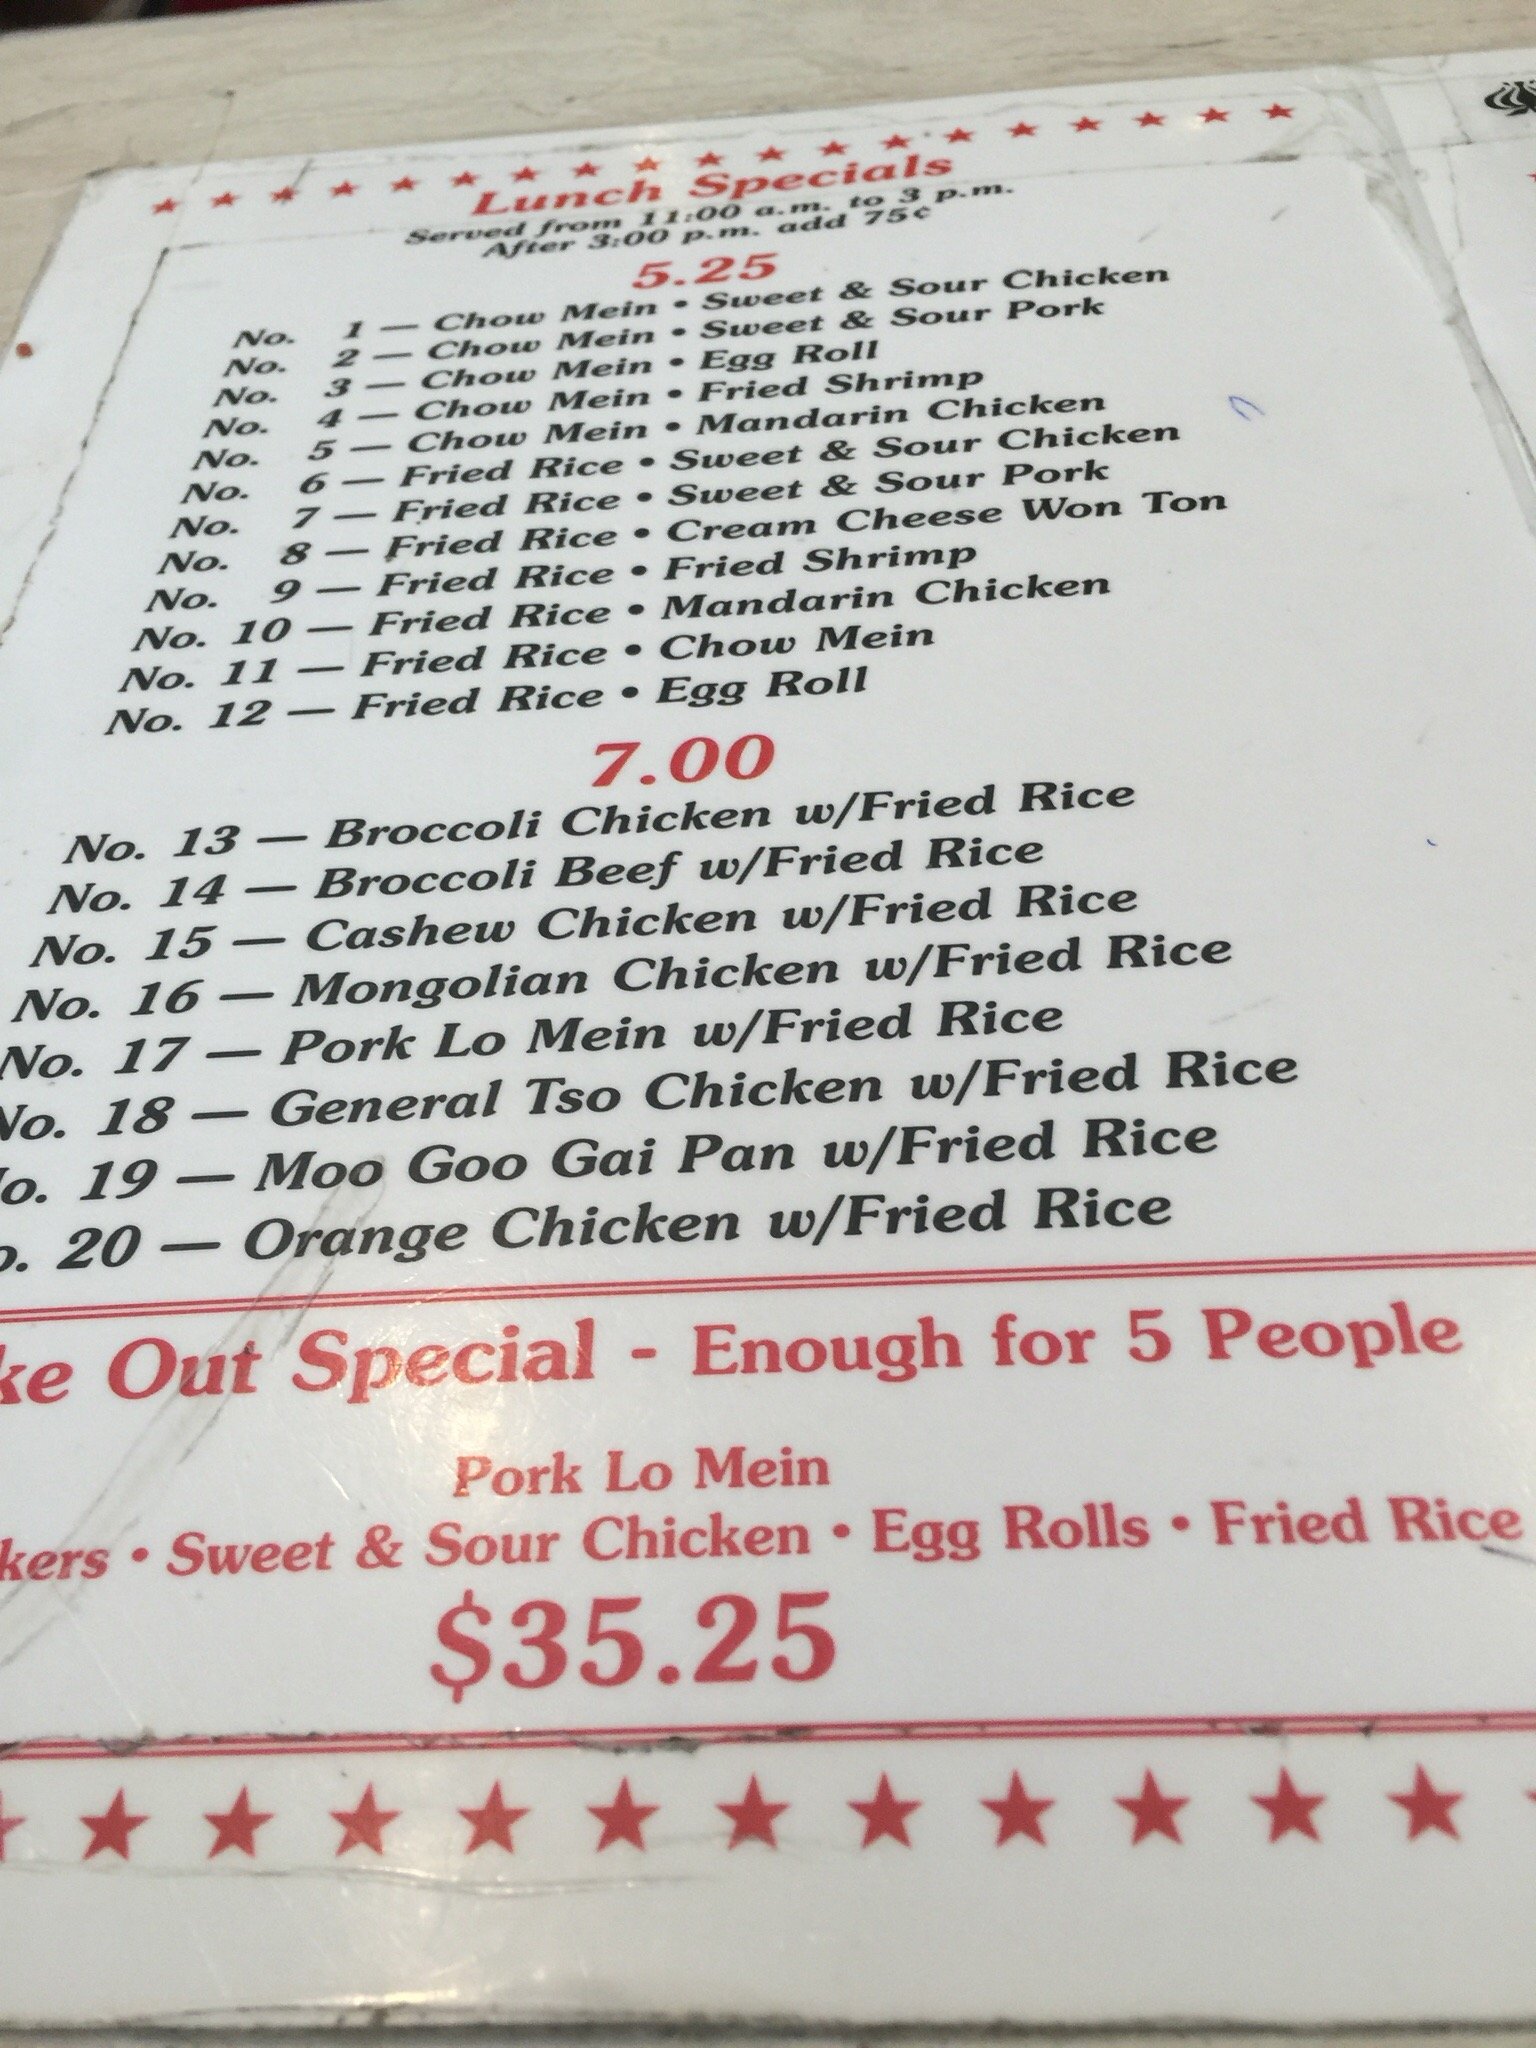 Lunch Specials
Served from 11:00 a.m. to 3 p.m.
After 3:00 p.m. add 75¢
5.25
No. 1 — Chow Mein • Sweet & Sour Chicken
No. 2 — Chow Mein • Sweet & Sour Pork
No. 3 — Chow Mein • Egg Roll
No. 4 — Chow Mein • Fried Shrimp
No. 5 — Chow Mein • Mandarin Chicken
No. 6 — Fried Rice • Sweet & Sour Chicken
No. 7 — Fried Rice • Sweet & Sour Pork
No. 8 — Fried Rice • Cream Cheese Won Ton
No. 9 — Fried Rice • Fried Shrimp
No. 10 — Fried Rice • Mandarin Chicken
No. 11 — Fried Rice • Chow Mein
No. 12 — Fried Rice • Egg Roll
7.00
No. 13 — Broccoli Chicken w/Fried Rice
No. 14 — Broccoli Beef w/Fried Rice
No. 15 — Cashew Chicken w/Fried Rice
No. 16 — Mongolian Chicken w/Fried Rice
No. 17 — Pork Lo Mein w/Fried Rice
No. 18 — General Tso Chicken w/Fried Rice
o. 19 — Moo Goo Gai Pan w/Fried Rice
o. 20 — Orange Chicken w/Fried Rice
ke Out Special - Enough for 5 People
Pork Lo Mein
kers • Sweet & Sour Chicken • Egg Rolls • Fried Rice
$35.25